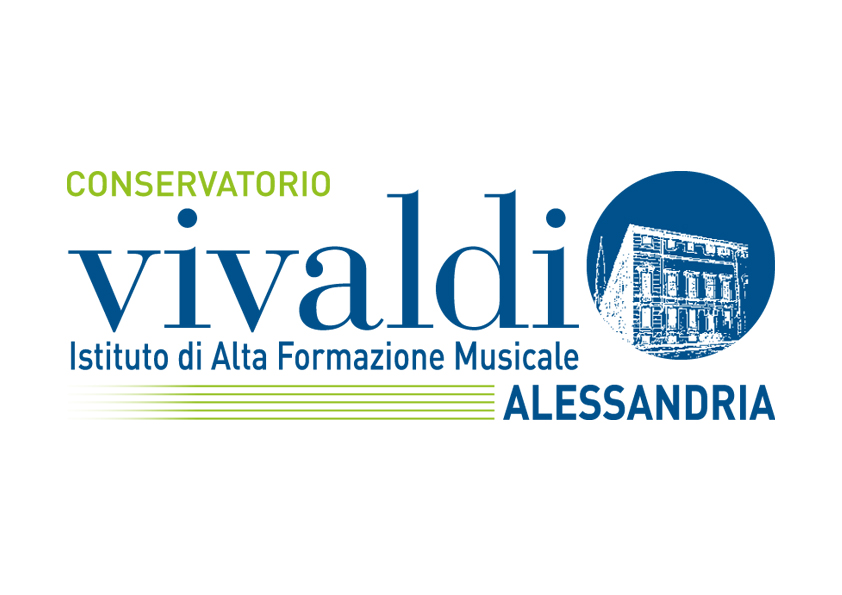 CONSERVATORIO
vivaldi
Istituto di Alta Formazione Musicale
ALESSANDRIA